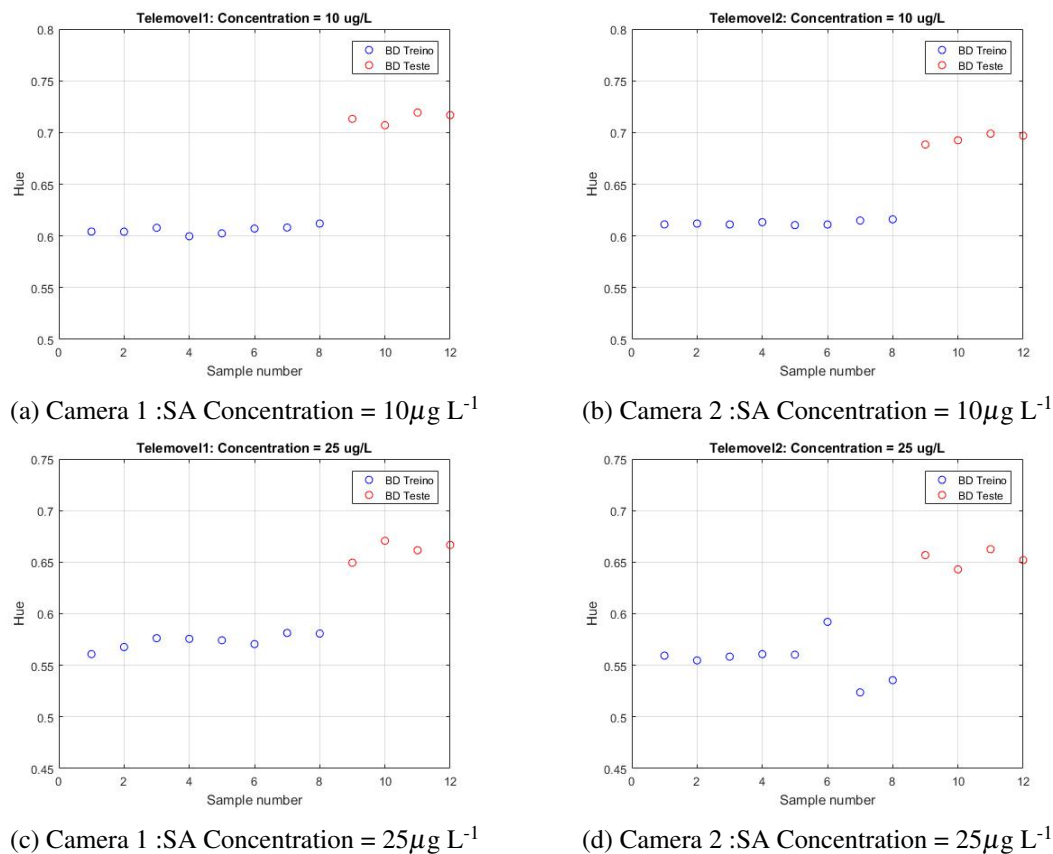 Telemovel1: Concentration = 10 ug/L
0.8
0.75
0.7
0.65
0.6
0.55
0.5
Hue
0 2 4 6 8 10 12
Sample number
BD Treino
BD Teste
Telemovel2: Concentration = 10 ug/L
0.8
0.75
0.7
0.65
0.6
0.55
0.5
Hue
0 2 4 6 8 10 12
Sample number
BD Treino
BD Teste
(a) Camera 1 :SA Concentration = 10μg L⁻¹
(b) Camera 2 :SA Concentration = 10μg L⁻¹
Telemovel1: Concentration = 25 ug/L
0.75
0.7
0.65
0.6
0.55
0.5
0.45
Hue
0 2 4 6 8 10 12
Sample number
BD Treino
BD Teste
Telemovel2: Concentration = 25 ug/L
0.75
0.7
0.65
0.6
0.55
0.5
0.45
Hue
0 2 4 6 8 10 12
Sample number
BD Treino
BD Teste
(c) Camera 1 :SA Concentration = 25μg L⁻¹
(d) Camera 2 :SA Concentration = 25μg L⁻¹